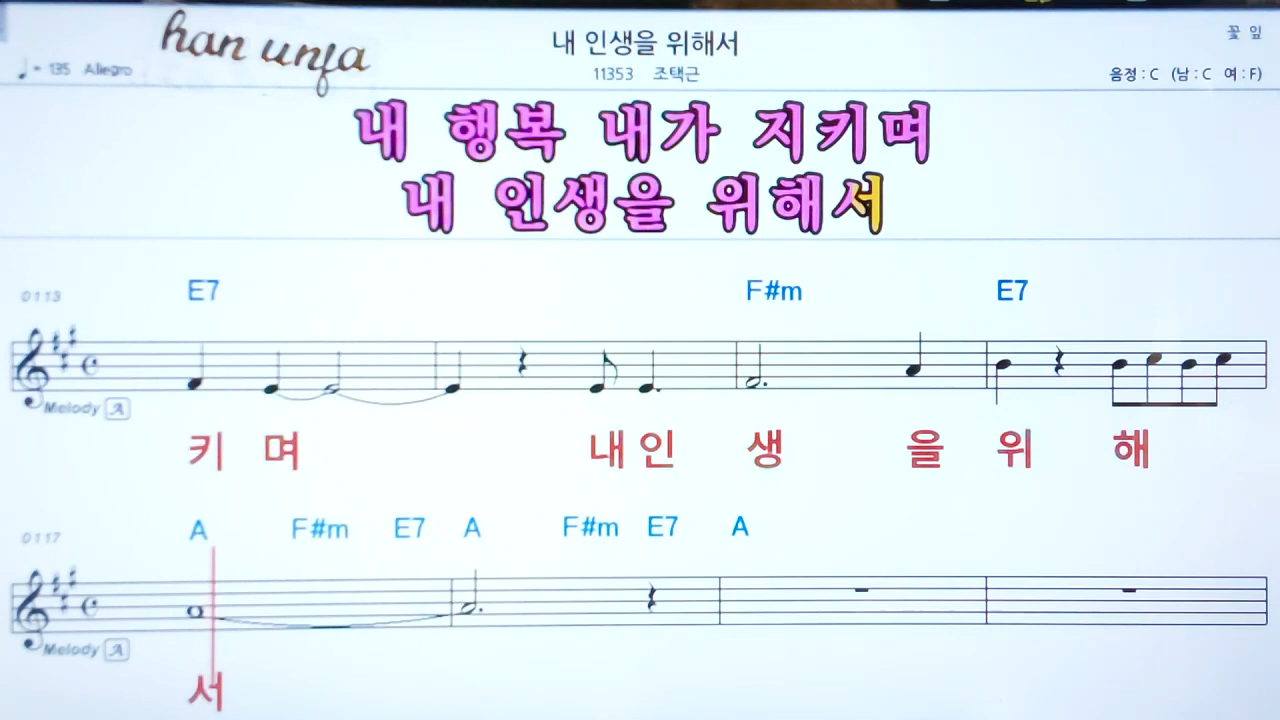 han unja
내 인생을 위해서
꽃 잎
♩= 135 Allegro
11353 조택근
음정 : C (남 : C 여 : F)
내 행복 내가 지키며
내 인생을 위해서
0113
E7 F#m E7
Melody A
키 며 내 인 생 을 위 해
0117
A F#m E7 A F#m E7 A
Melody A
서